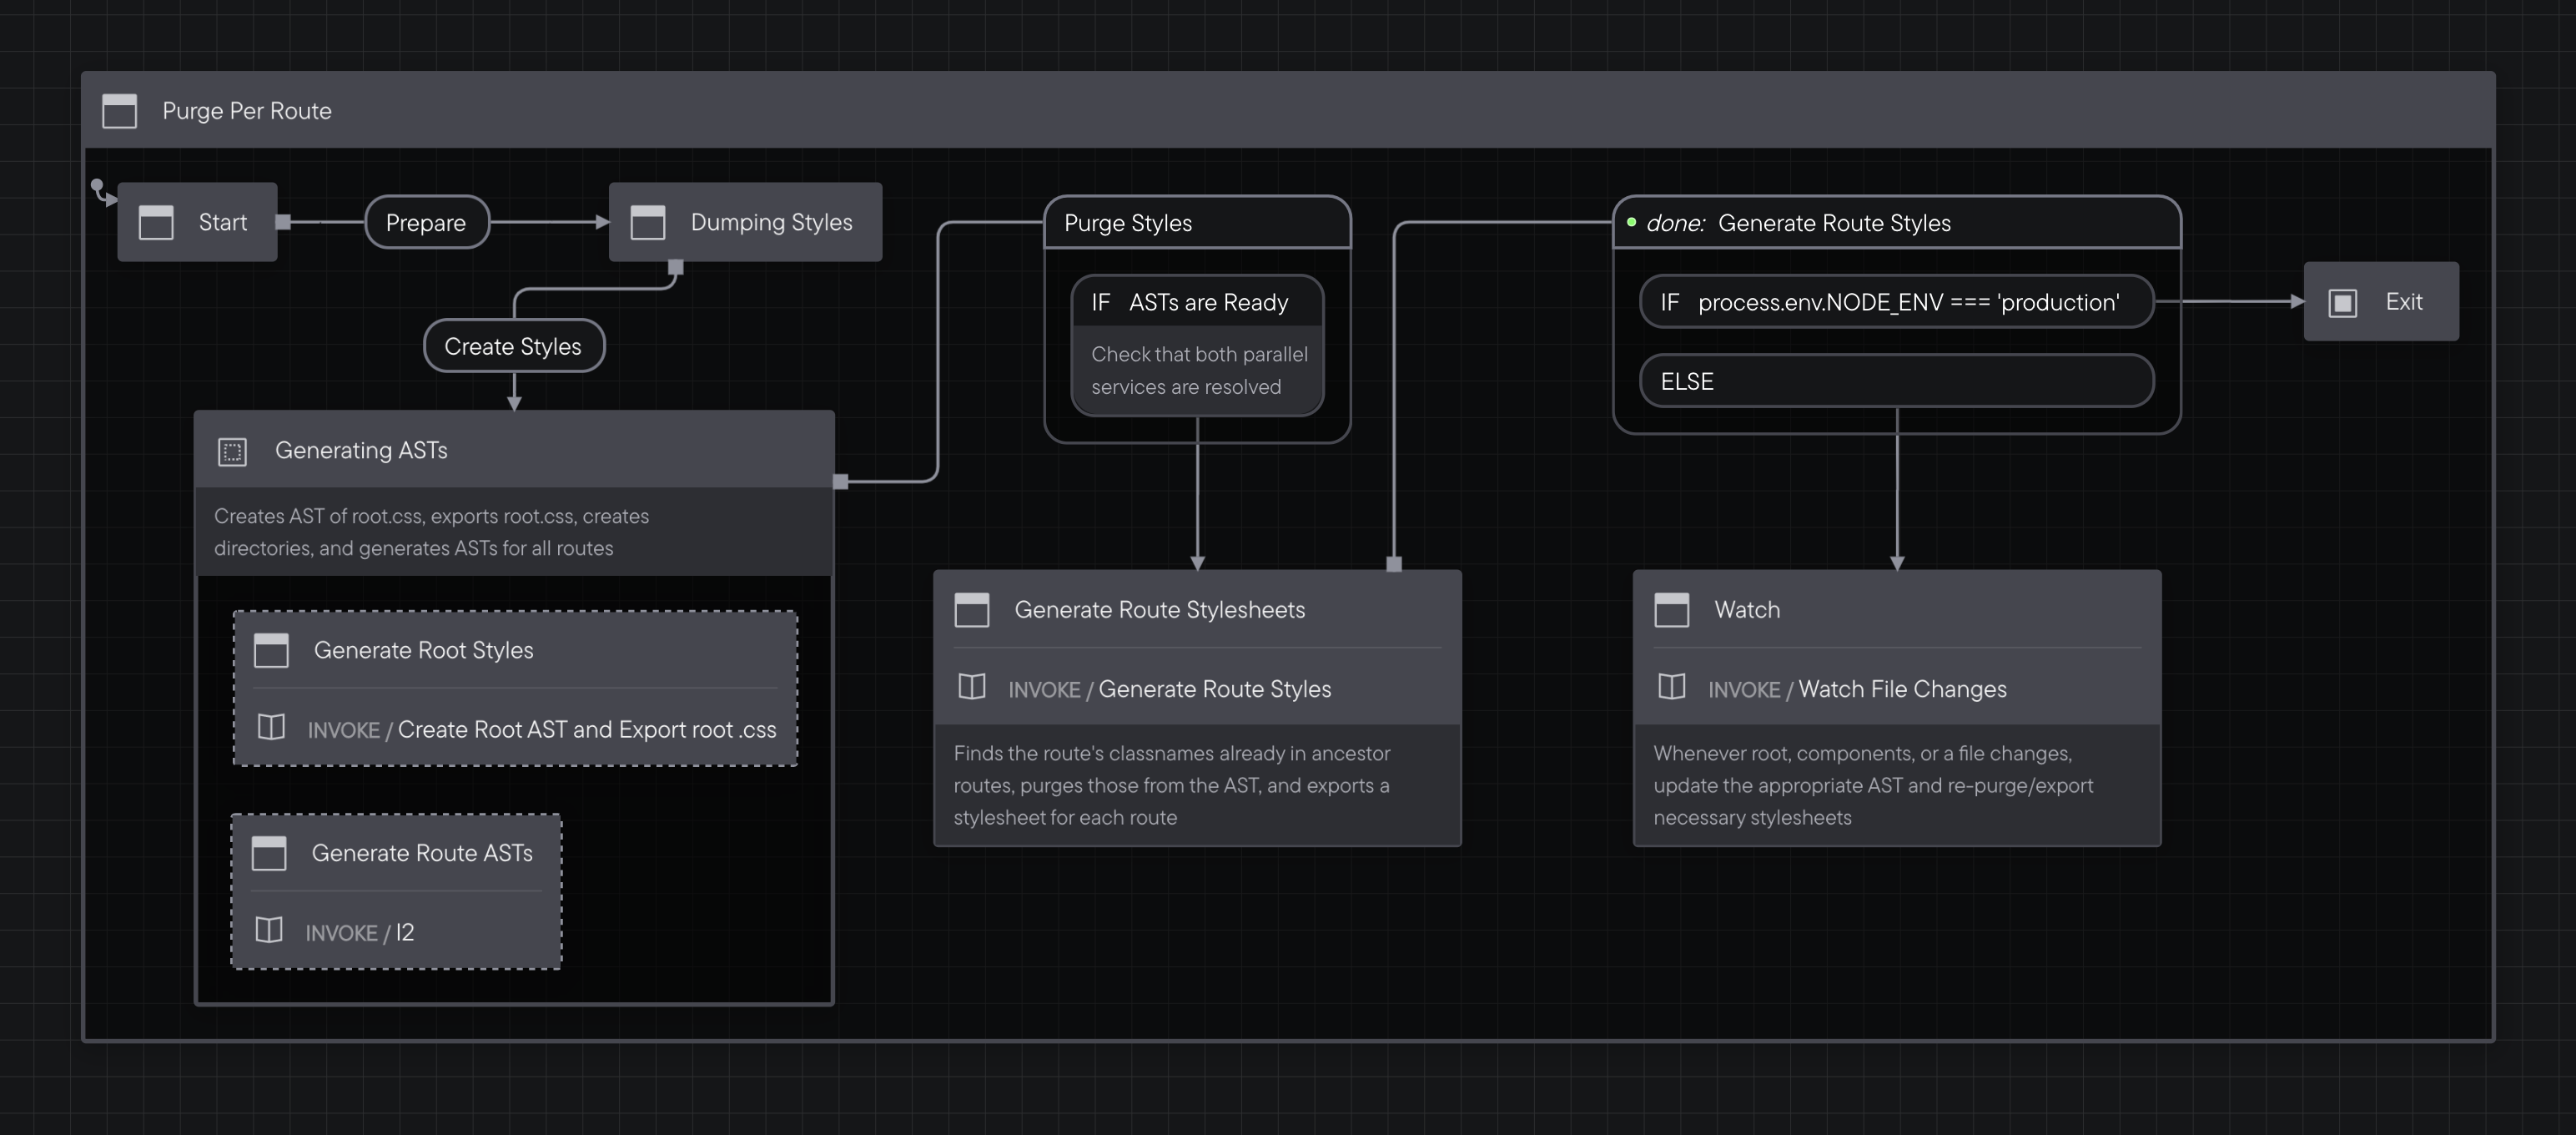 Purge Per Route
Start
Prepare
Dumping Styles
Create Styles
Generating ASTs
Creates AST of root.css, exports root.css, creates
directories, and generates ASTs for all routes
Generate Root Styles
INVOKE / Create Root AST and Export root .css
Generate Route ASTs
INVOKE / I2
Purge Styles
IF ASTs are Ready
Check that both parallel
services are resolved
Generate Route Stylesheets
INVOKE / Generate Route Styles
Finds the route's classnames already in ancestor
routes, purges those from the AST, and exports a
stylesheet for each route
done: Generate Route Styles
IF process.env.NODE_ENV === 'production'
ELSE
Exit
Watch
INVOKE / Watch File Changes
Whenever root, components, or a file changes,
update the appropriate AST and re-purge/export
necessary stylesheets